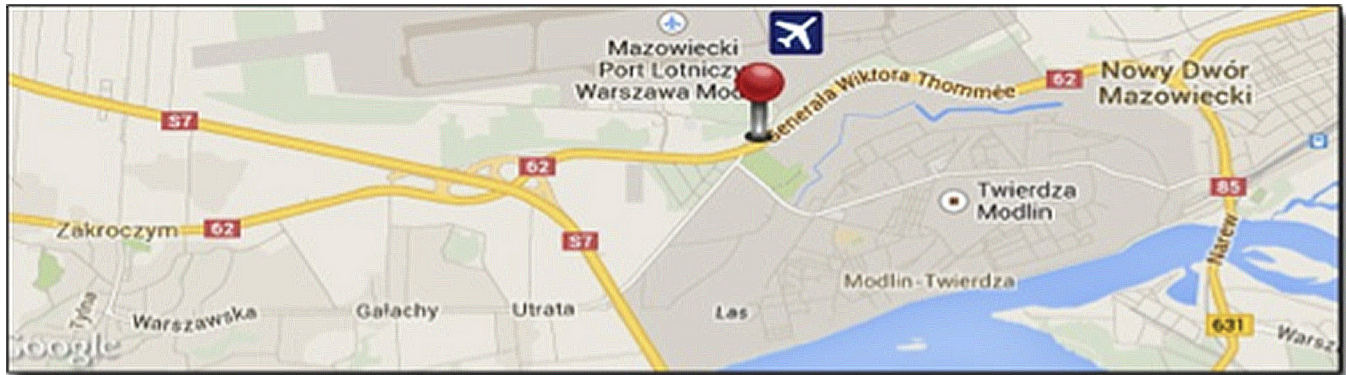 Mazowiecki
Port Lotniczy
Warszawa Mod
Generała Wiktora Thommée
62
Nowy Dwór
Mazowiecki
S7
62
85
Twierdza
Modlin
Zakroczym
62
S7
Narew
Modlin-Twierdza
Tylna
Warszawska
Gałachy
Utrata
Las
631
Warsz
Google